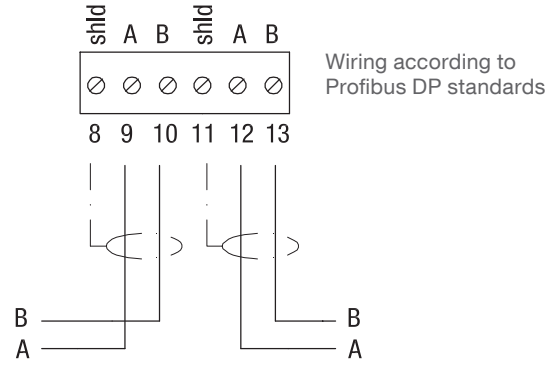 shld A B shld A B
Wiring according to
Profibus DP standards
8 9 10 11 12 13
B B
A A